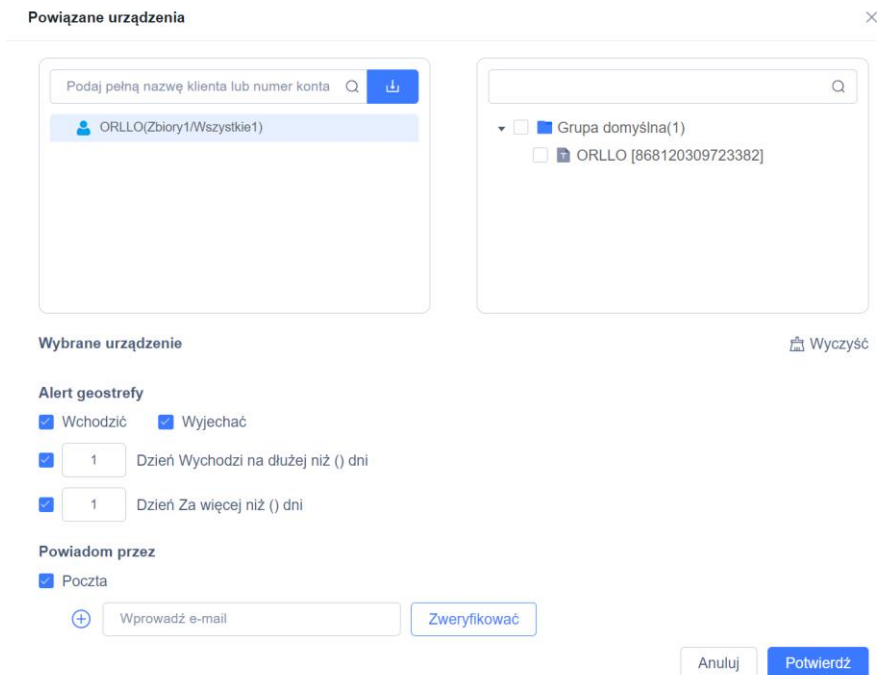 Powiązane urządzenia
Podaj pełną nazwę klienta lub numer konta
ORLLO(Zbiory1/Wszystkie1)
Grupa domyślna(1)
ORLLO [868120309723382]
Wybrane urządzenie
Wyczyść
Alert geostrefy
Wchodzić Wyjechać
1 Dzień Wychodzi na dłużej niż () dni
1 Dzień Za więcej niż () dni
Powiadom przez
Poczta
Wprowadź e-mail Zweryfikować
Anuluj Potwierdź